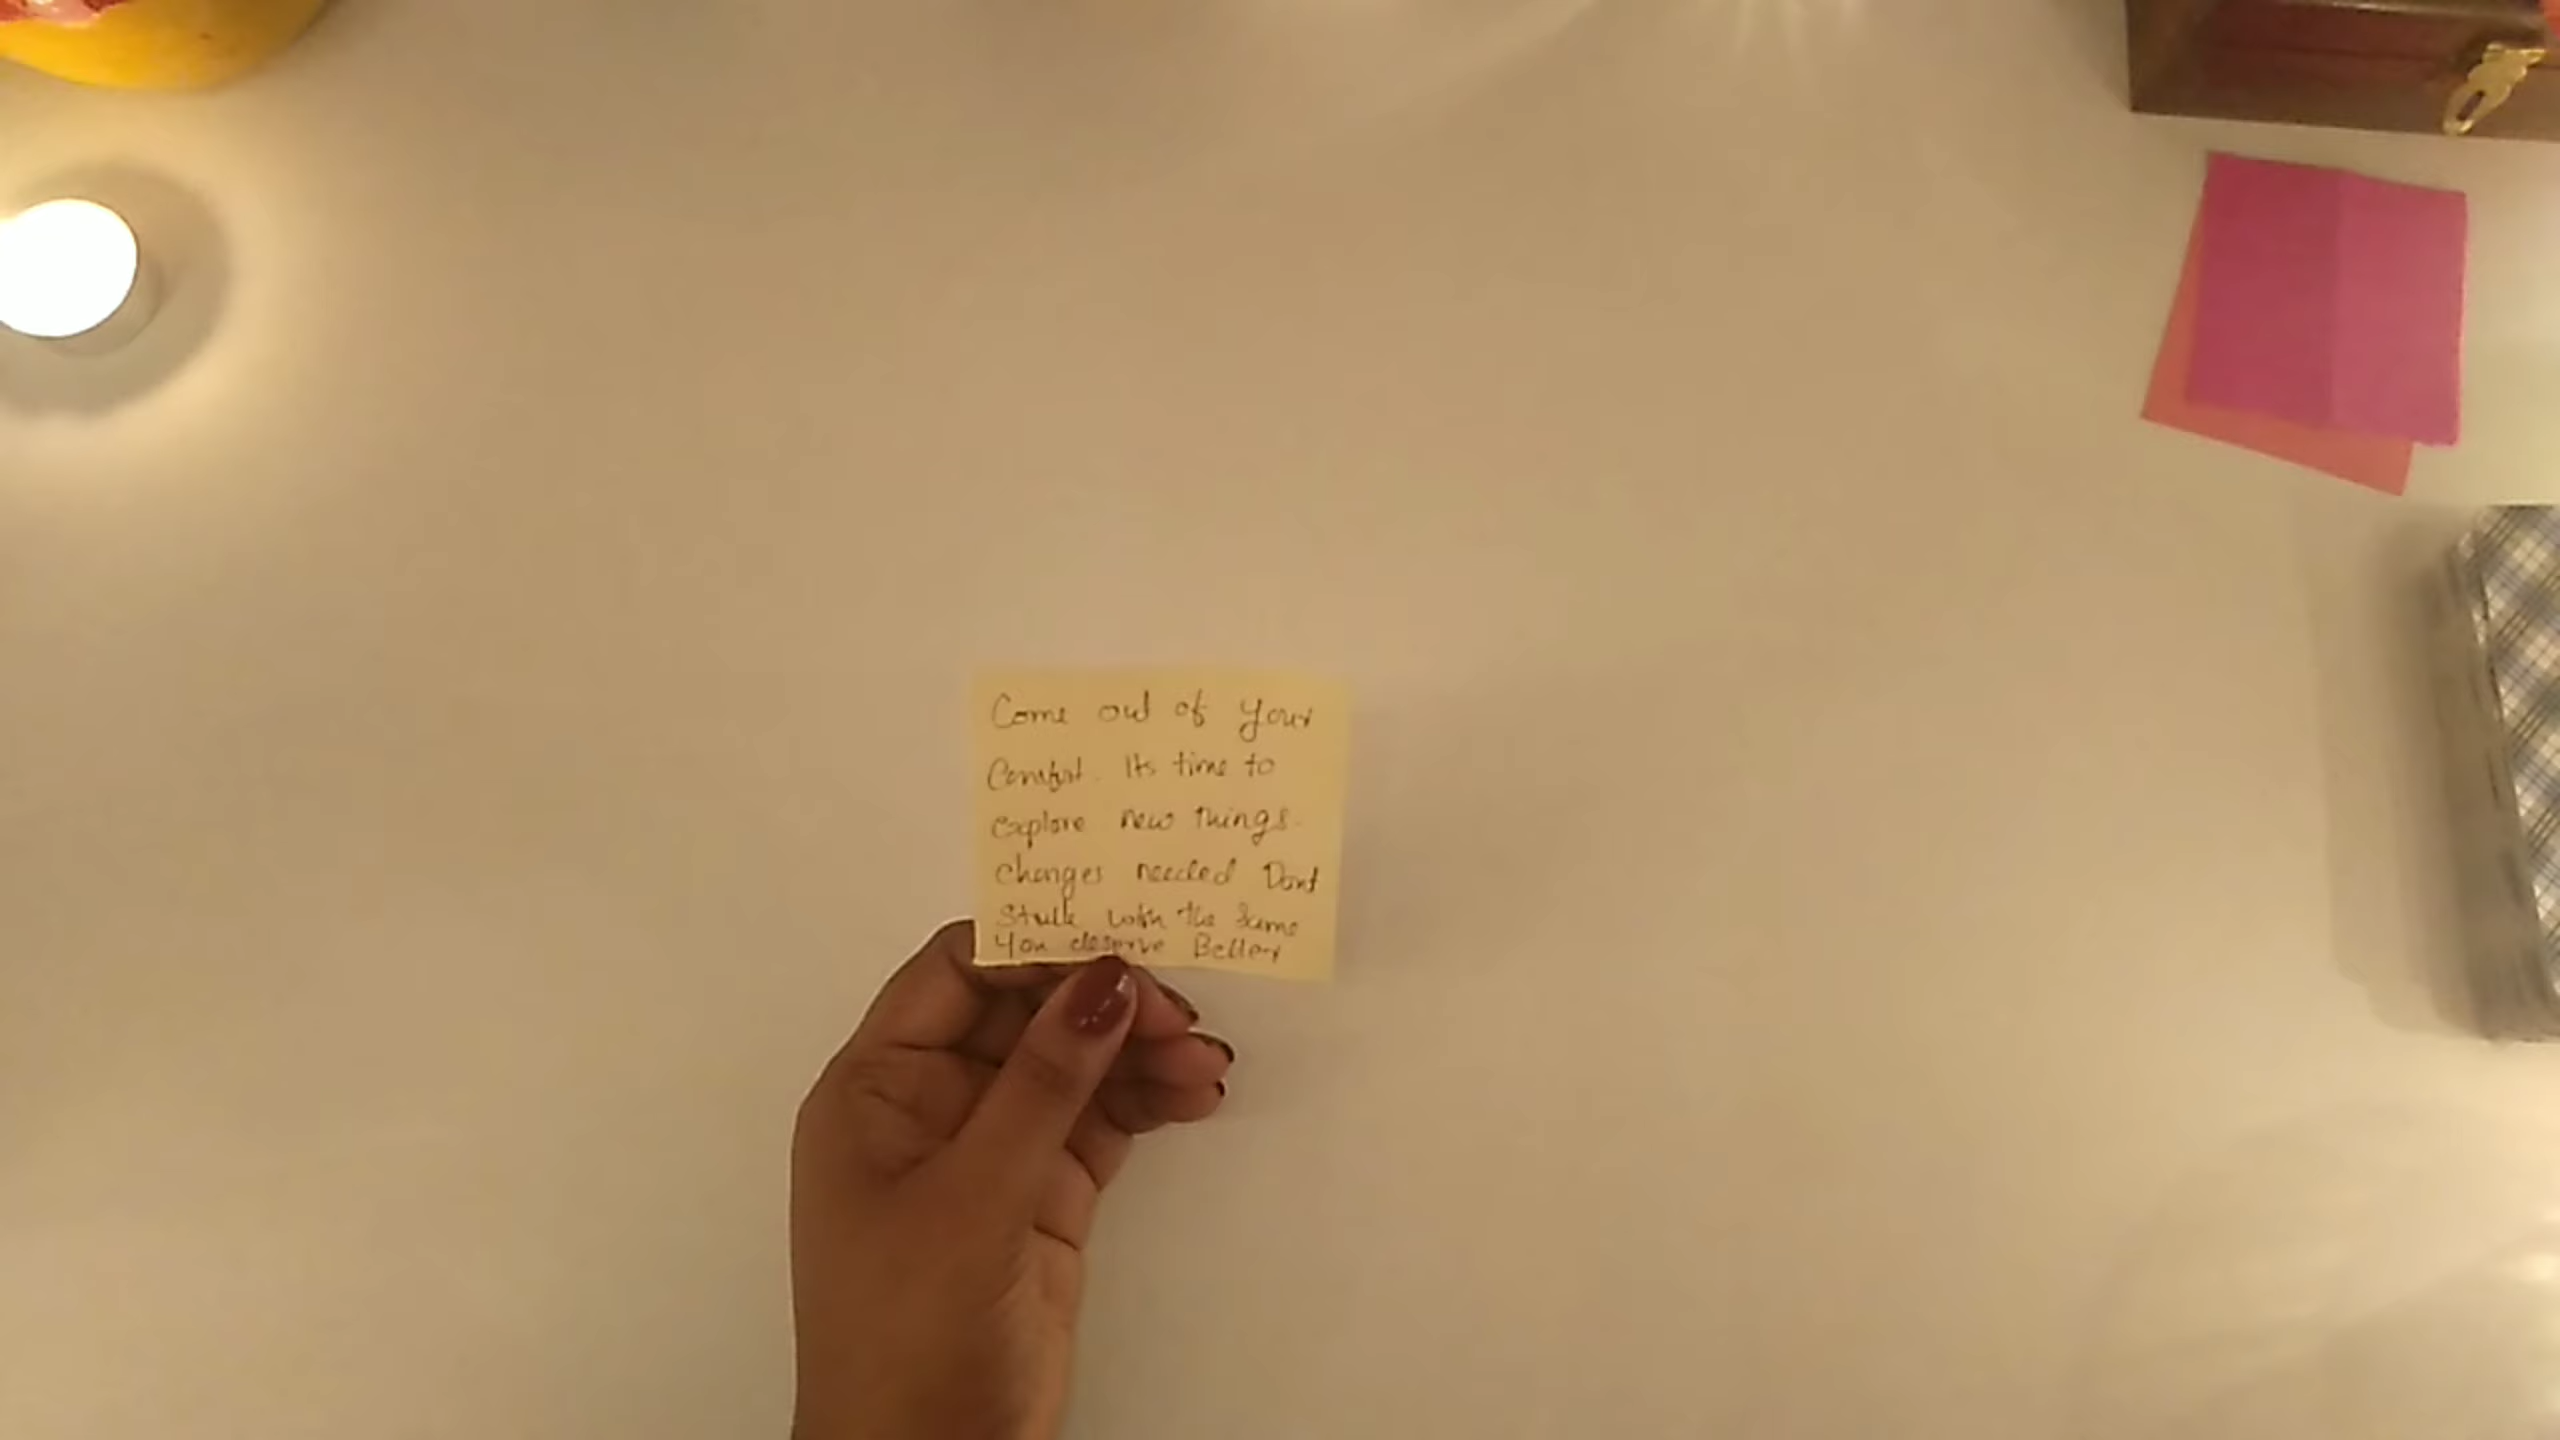 Come out of your
Comfort. Its time to
explore new things.
changes needed Dont
Stuck with the same
You deserve Better